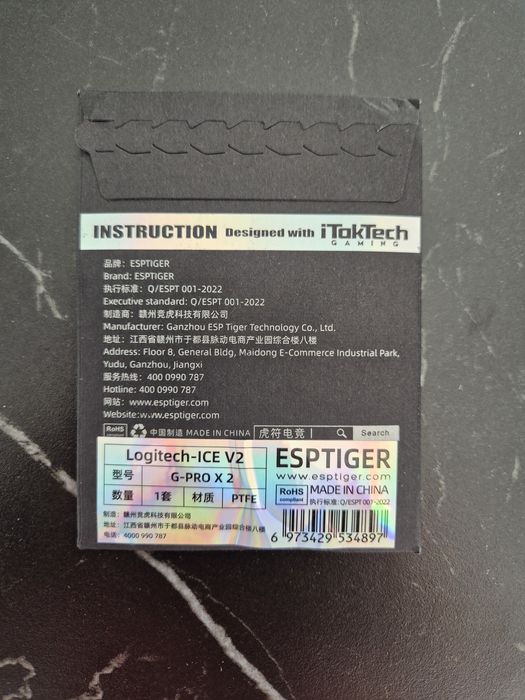 INSTRUCTION Designed with iTokTech
GAMING
品牌：ESPTIGER
Brand: ESPTIGER
执行标准：Q/ESPT 001-2022
Executive standard: Q/ESPT 001-2022
制造商：赣州竞虎科技有限公司
Manufacturer: Ganzhou ESP Tiger Technology Co., Ltd.
地址：江西省赣州市于都县脉动电商产业园综合楼八楼
Address: Floor 8, General Bldg, Maidong E-Commerce Industrial Park,
Yudu, Ganzhou, Jiangxi
服务热线：400 0990 787
Hotline: 400 0990 787
网站：www.esptiger.com
Website:www.esptiger.com
RoHS compliant 中国制造 MADE IN CHINA 虎符电竞 Search
Logitech-ICE V2
型号 G-PRO X 2
数量 1套 材质 PTFE
制造：赣州竞虎科技有限公司
地址：江西省赣州市于都县脉动电商产业园综合楼八楼
电话：4000 990 787
ESPTIGER
esptiger.com
RoHS compliant MADE IN CHINA
执行标准：Q/ESPT 001-2022
6 973429 534897